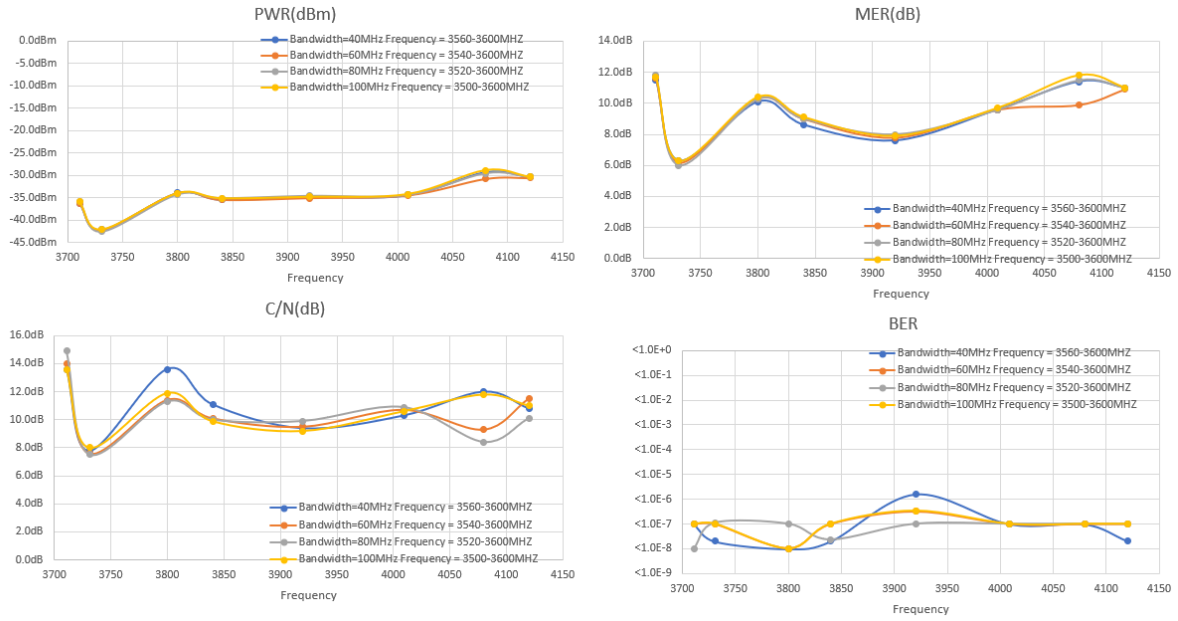 PWR(dBm)
0.0dBm
-5.0dBm
-10.0dBm
-15.0dBm
-20.0dBm
-25.0dBm
-30.0dBm
-35.0dBm
-40.0dBm
-45.0dBm
Bandwidth=40MHz Frequency = 3560-3600MHZ
Bandwidth=60MHz Frequency = 3540-3600MHZ
Bandwidth=80MHz Frequency = 3520-3600MHZ
Bandwidth=100MHz Frequency = 3500-3600MHZ
3700 3750 3800 3850 3900 3950 4000 4050 4100 4150
Frequency
MER(dB)
14.0dB
12.0dB
10.0dB
8.0dB
6.0dB
4.0dB
2.0dB
0.0dB
Bandwidth=40MHz Frequency = 3560-3600MHZ
Bandwidth=60MHz Frequency = 3540-3600MHZ
Bandwidth=80MHz Frequency = 3520-3600MHZ
Bandwidth=100MHz Frequency = 3500-3600MHZ
3700 3750 3800 3850 3900 3950 4000 4050 4100 4150
Frequency
C/N(dB)
16.0dB
14.0dB
12.0dB
10.0dB
8.0dB
6.0dB
4.0dB
2.0dB
0.0dB
Bandwidth=40MHz Frequency = 3560-3600MHZ
Bandwidth=60MHz Frequency = 3540-3600MHZ
Bandwidth=80MHz Frequency = 3520-3600MHZ
Bandwidth=100MHz Frequency = 3500-3600MHZ
3700 3750 3800 3850 3900 3950 4000 4050 4100 4150
Frequency
BER
<1.0E+0
<1.0E-1
<1.0E-2
<1.0E-3
<1.0E-4
<1.0E-5
<1.0E-6
<1.0E-7
<1.0E-8
<1.0E-9
Bandwidth=40MHz Frequency = 3560-3600MHZ
Bandwidth=60MHz Frequency = 3540-3600MHZ
Bandwidth=80MHz Frequency = 3520-3600MHZ
Bandwidth=100MHz Frequency = 3500-3600MHZ
3700 3750 3800 3850 3900 3950 4000 4050 4100 4150
Frequency